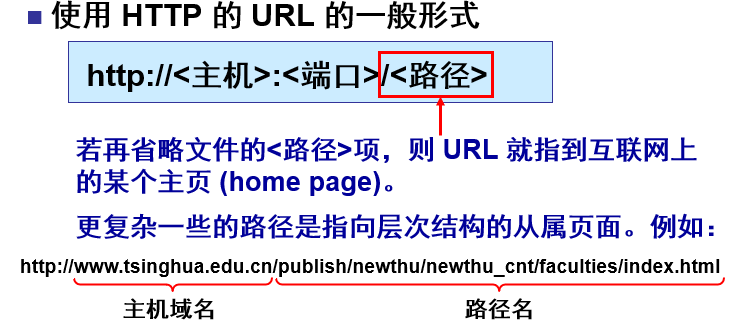 使用 HTTP 的 URL 的一般形式
http://<主机>:<端口>/<路径>
若再省略文件的<路径>项，则 URL 就指到互联网上
的某个主页 (home page)。
更复杂一些的路径是指向层次结构的从属页面。例如：
http://www.tsinghua.edu.cn/publish/newthu/newthu_cnt/faculties/index.html
主机域名 路径名